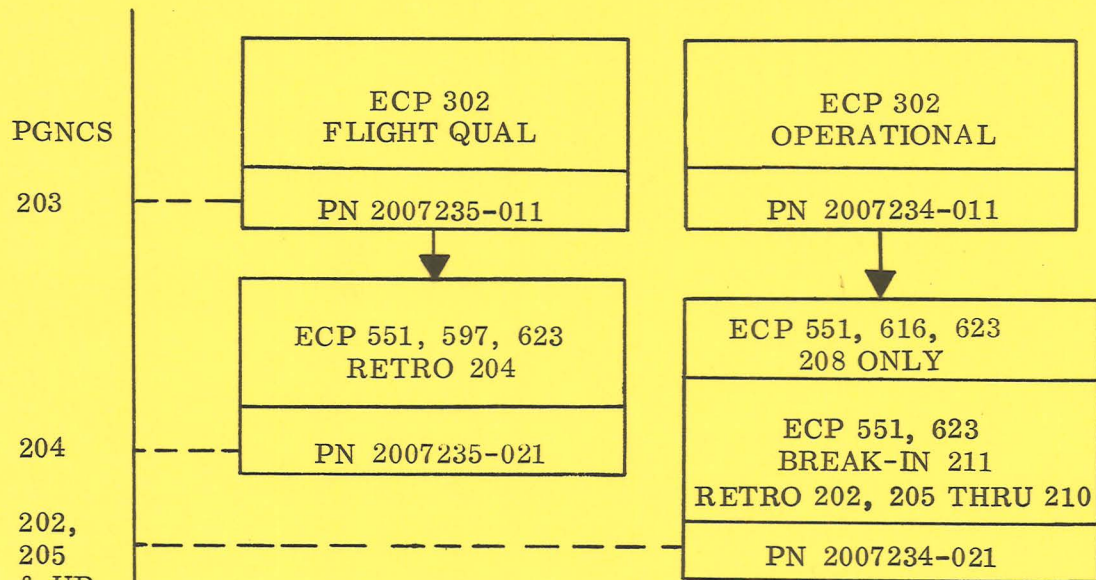 PGNCS
203
204
202,
205
& UP
ECP 302
FLIGHT QUAL
PN 2007235-011
ECP 551, 597, 623
RETRO 204
PN 2007235-021
ECP 302
OPERATIONAL
PN 2007234-011
ECP 551, 616, 623
208 ONLY
ECP 551, 623
BREAK-IN 211
RETRO 202, 205 THRU 210
PN 2007234-021